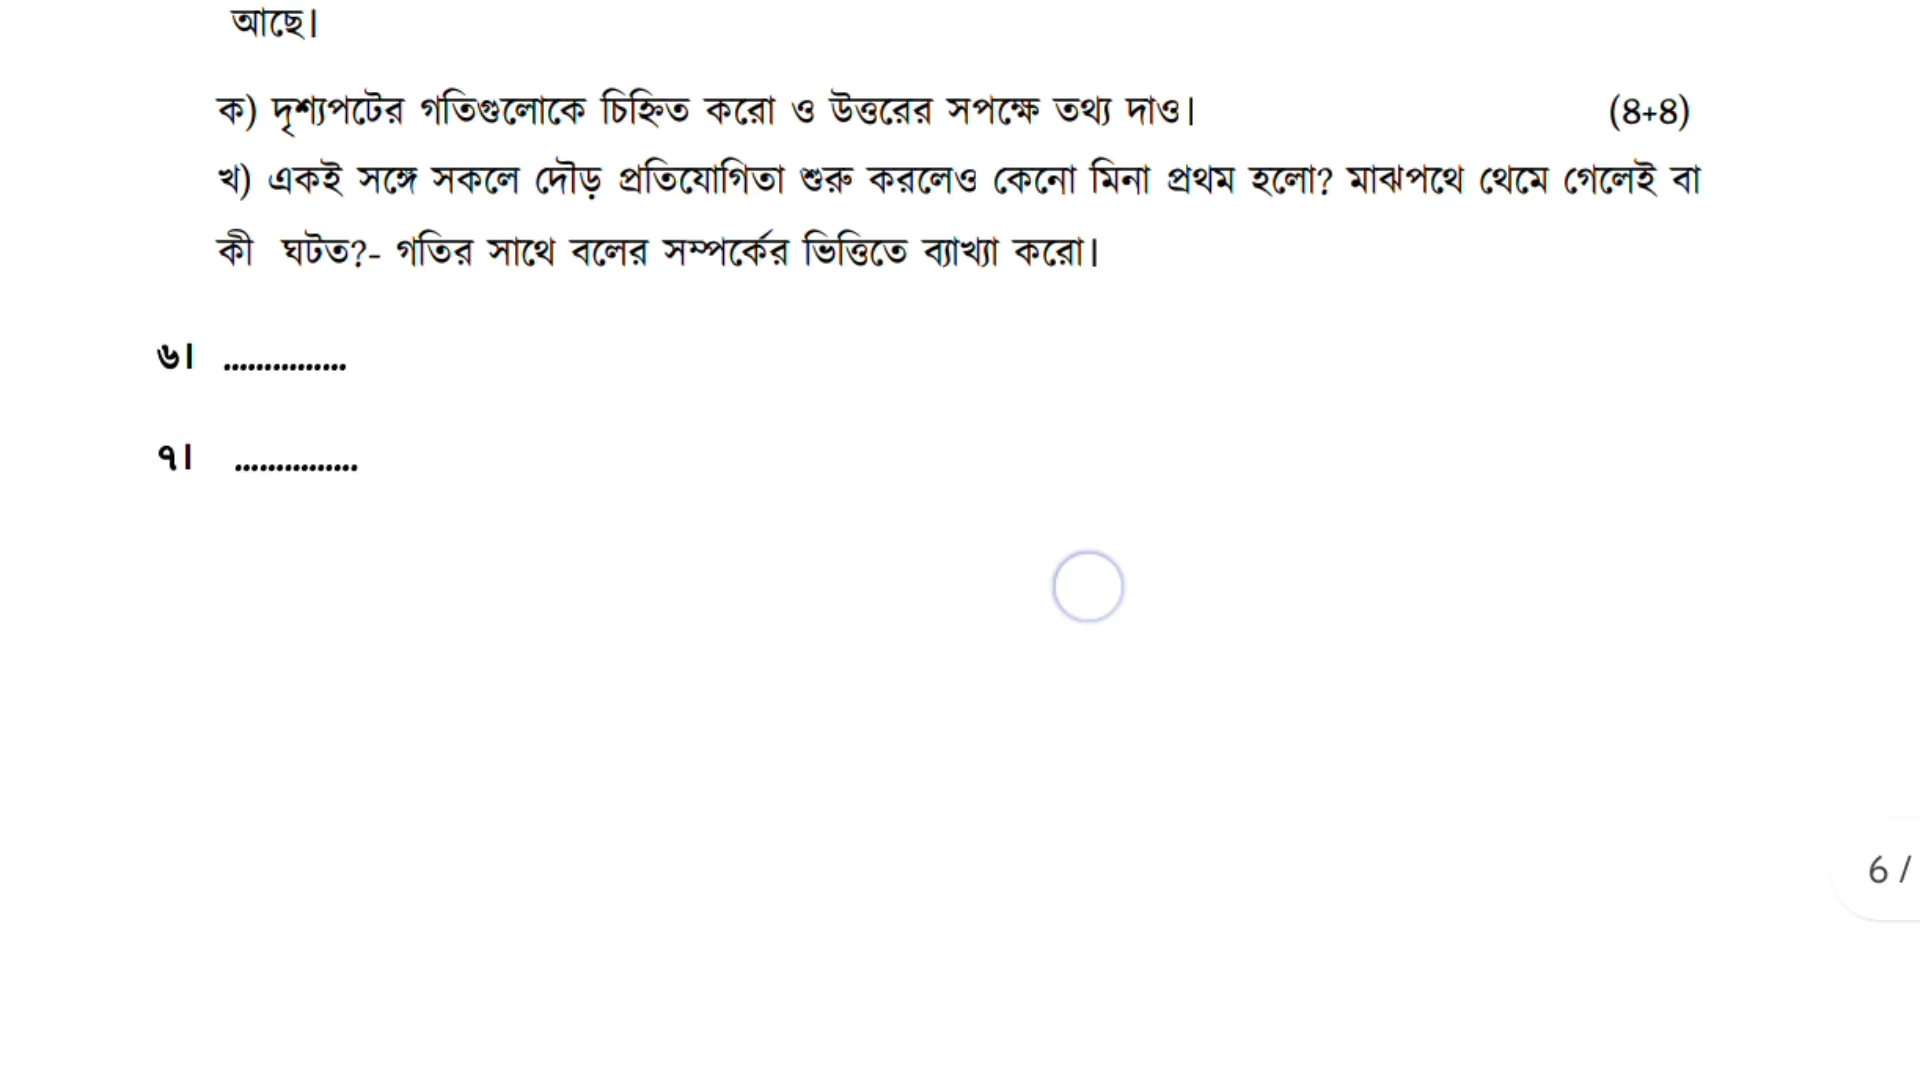 আছে।
ক) দৃশ্যপটের গতিগুলোকে চিহ্নিত করো ও উত্তরের সপক্ষে তথ্য দাও। (৪+৪)
খ) একই সঙ্গে সকলে দৌড় প্রতিযোগিতা শুরু করলেও কেনো মিনা প্রথম হলো? মাঝপথে থেমে গেলেই বা
কী ঘটত?- গতির সাথে বলের সম্পর্কের ভিত্তিতে ব্যাখ্যা করো।
৬। ...............
৭। ...............
6 /